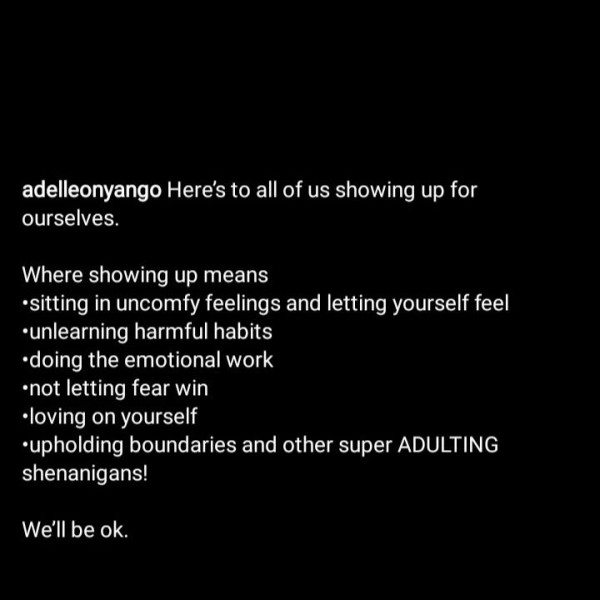 adelleonyango Here’s to all of us showing up for
ourselves.
Where showing up means
•sitting in uncomfy feelings and letting yourself feel
•unlearning harmful habits
•doing the emotional work
•not letting fear win
•loving on yourself
•upholding boundaries and other super ADULTING
shenanigans!
We’ll be ok.